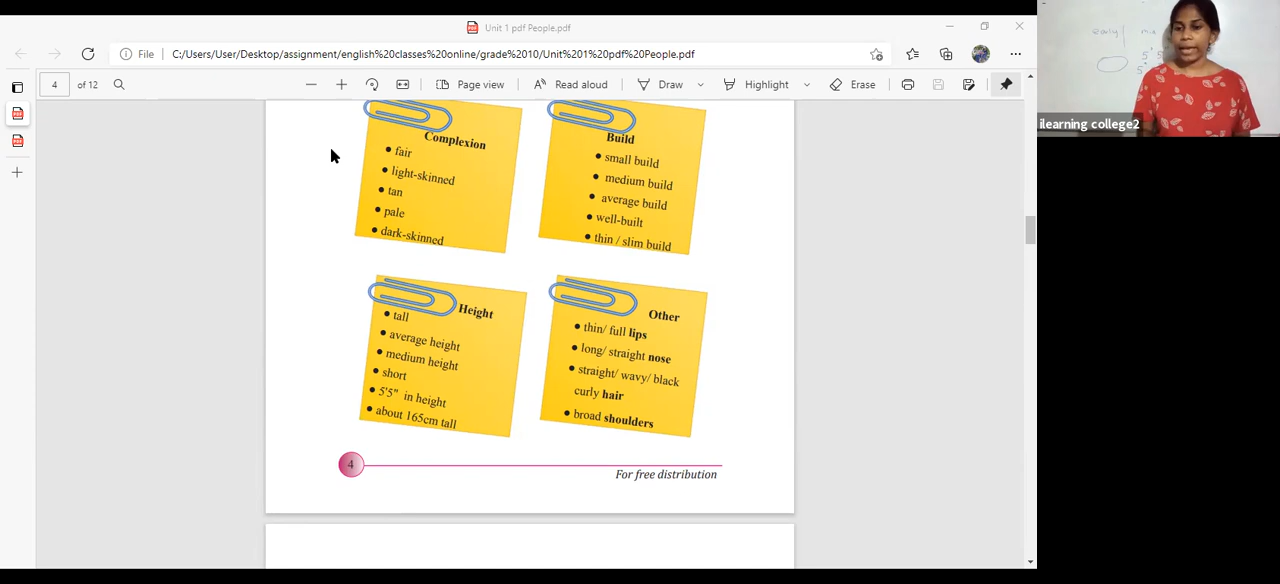 Unit 1 pdf People.pdf
File
C:/Users/User/Desktop/assignment/english%20classes%20online/grade%2010/Unit%201%20pdf%20People.pdf
4 of 12
Page view
Read aloud
Draw
Highlight
Erase
Complexion
• fair
• light-skinned
• tan
• pale
• dark-skinned
Build
• small build
• medium build
• average build
• well-built
• thin / slim build
Height
• tall
• average height
• medium height
• short
• 5'5" in height
• about 165cm tall
Other
• thin/ full lips
• long/ straight nose
• straight/ wavy/ black
curly hair
• broad shoulders
4
For free distribution
early
ilearning college2